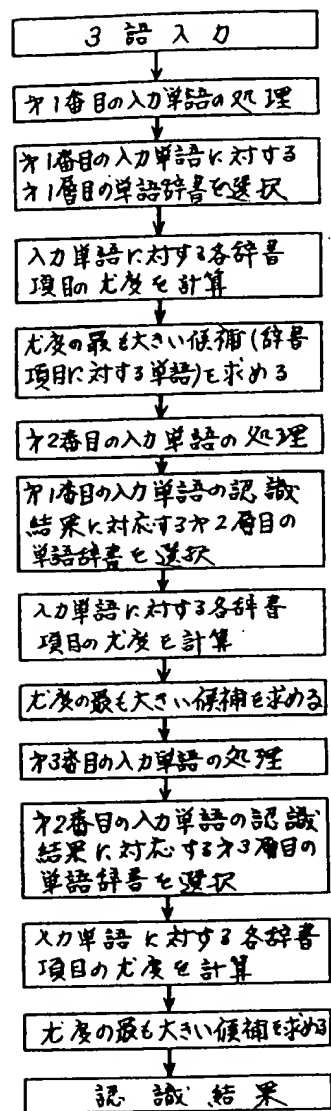 3語入力
才1番目の入力単語の処理
才1番目の入力単語に対する
才1層目の単語辞書を選択
入力単語に対する各辞書
項目の尤度を計算
尤度の最も大きい候補(辞書
項目に対する単語)を求める
才2番目の入力単語の処理
才1番目の入力単語の認識
結果に対応する才2層目の
単語辞書を選択
入力単語に対する各辞書
項目の尤度を計算
尤度の最も大きい候補を求める
才3番目の入力単語の処理
才2番目の入力単語の認識
結果に対応する才3層目の
単語辞書を選択
入力単語に対する各辞書
項目の尤度を計算
尤度の最も大きい候補を求める
認識結果